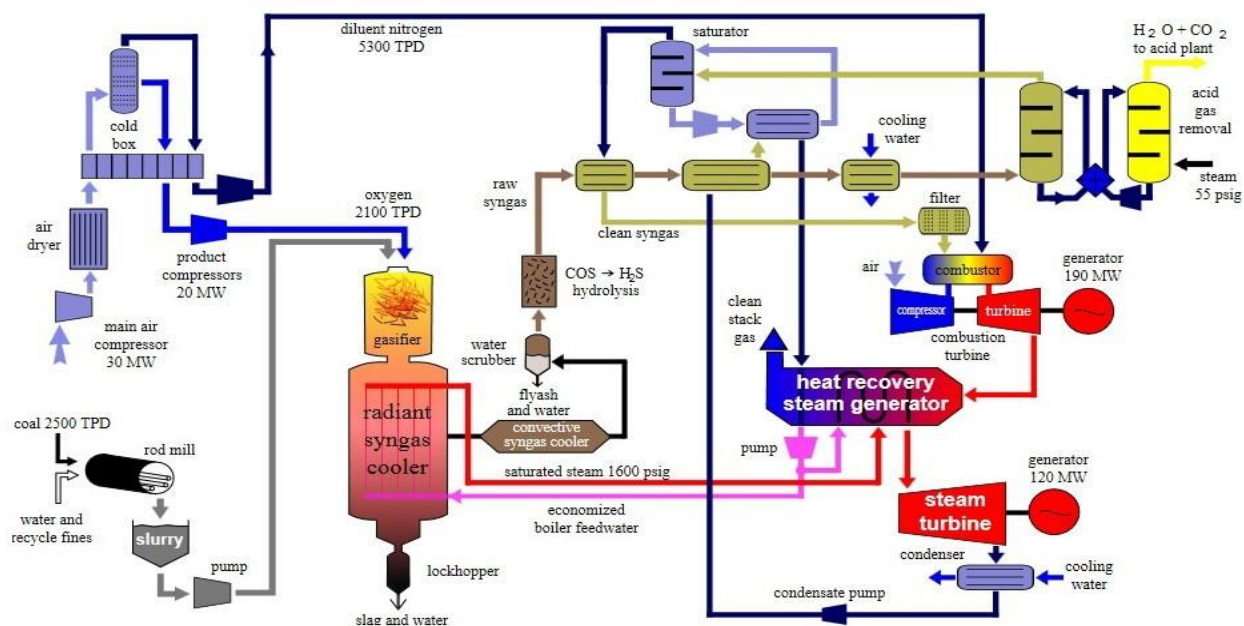 diluent nitrogen
5300 TPD
saturator
H₂O + CO₂
to acid plant
cold
box
cooling
water
acid
gas
removal
raw
syngas
steam
55 psig
oxygen
2100 TPD
filter
clean syngas
air
dryer
product
compressors
20 MW
COS → H₂S
hydrolysis
air
combustor
generator
190 MW
compressor
turbine
gasifier
clean
stack
gas
combustion
turbine
main air
compressor
30 MW
water
scrubber
heat recovery
steam generator
flyash
and water
radiant
syngas
cooler
convective
syngas cooler
coal 2500 TPD
rod mill
pump
saturated steam 1600 psig
generator
120 MW
steam
turbine
economized
boiler feedwater
water and
recycle fines
slurry
pump
lockhopper
condenser
cooling
water
condensate pump
slag and water